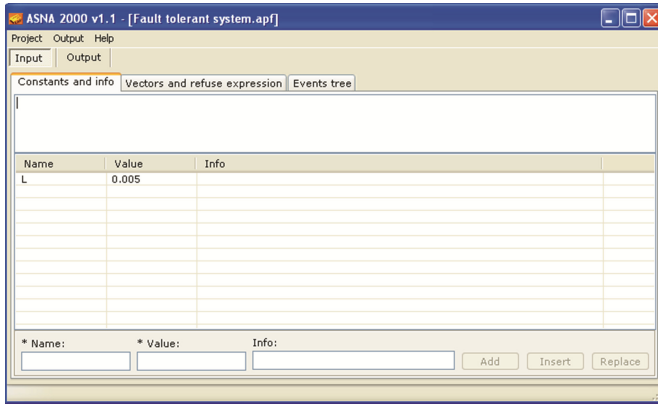 ASNA 2000 v1.1 - [Fault tolerant system.apf]
Project Output Help
Input Output
Constants and info Vectors and refuse expression Events tree
Name Value Info
L 0.005
* Name: * Value: Info:
Add Insert Replace